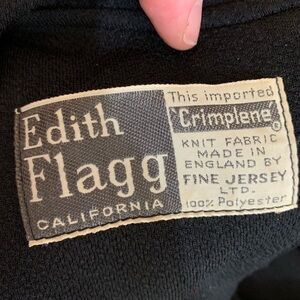 Edith
Flagg
CALIFORNIA
This imported
"Crimplene"®
KNIT FABRIC
MADE IN
ENGLAND BY
FINE JERSEY
LTD.
100% Polyester